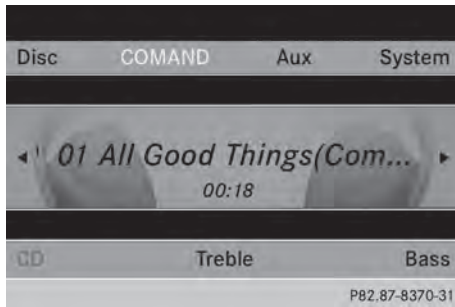 Disc COMAND Aux System
01 All Good Things(Com...
00:18
CD Treble Bass
P82.87-8370-31